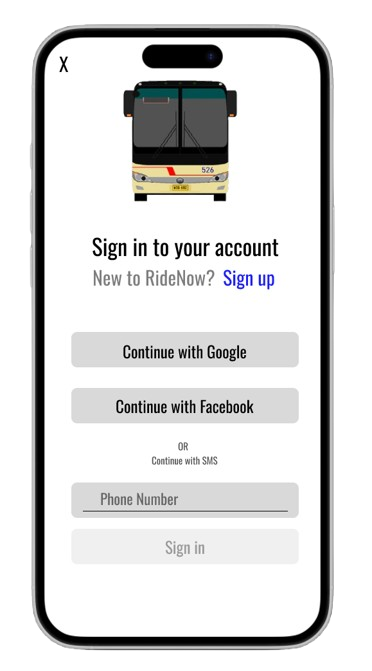 X
526
Sign in to your account
New to RideNow? Sign up
Continue with Google
Continue with Facebook
OR
Continue with SMS
Phone Number
Sign in